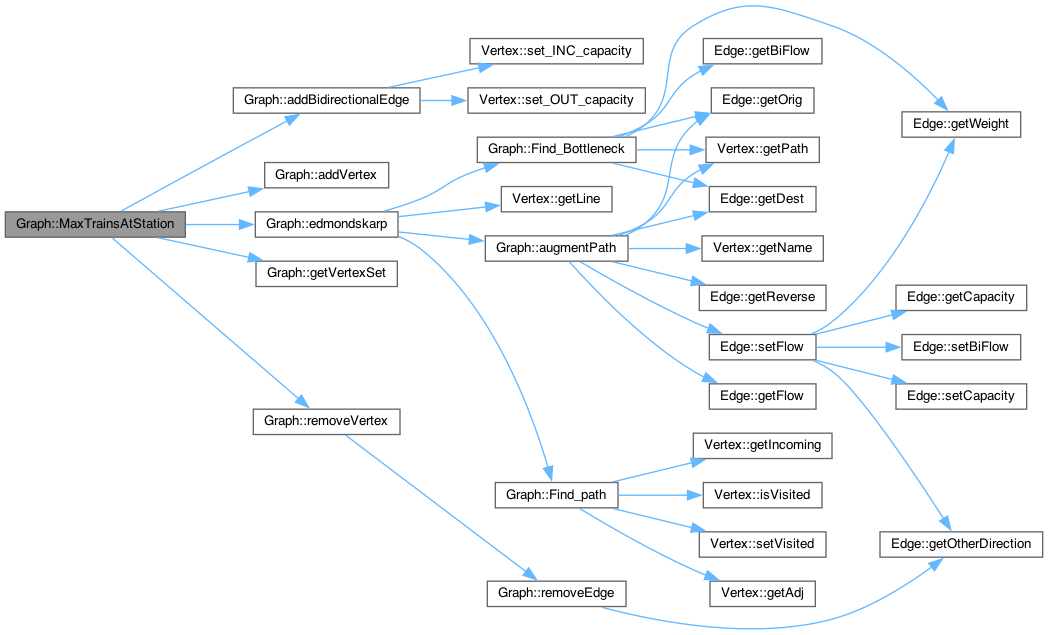 Graph::MaxTrainsAtStation
Graph::addBidirectionalEdge
Graph::addVertex
Graph::edmondskarp
Graph::getVertexSet
Graph::removeVertex
Vertex::set_INC_capacity
Vertex::set_OUT_capacity
Graph::Find_Bottleneck
Vertex::getLine
Graph::augmentPath
Graph::Find_path
Graph::removeEdge
Edge::getBiFlow
Edge::getOrig
Vertex::getPath
Edge::getDest
Vertex::getName
Edge::getReverse
Edge::setFlow
Edge::getFlow
Vertex::getIncoming
Vertex::isVisited
Vertex::setVisited
Vertex::getAdj
Edge::getWeight
Edge::getCapacity
Edge::setBiFlow
Edge::setCapacity
Edge::getOtherDirection